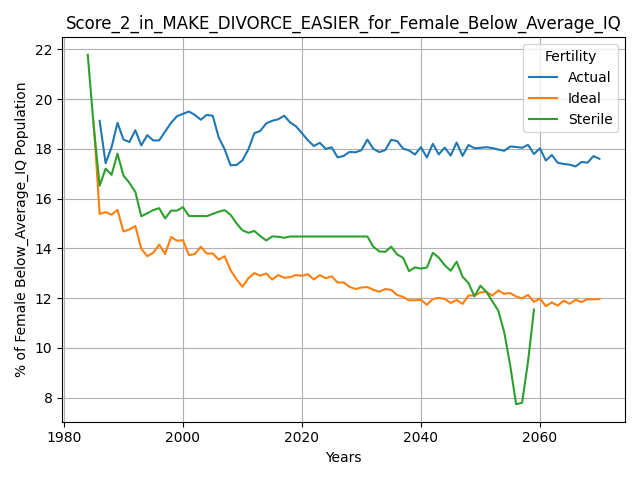 Score_2_in_MAKE_DIVORCE_EASIER_for_Female_Below_Average_IQ
% of Female Below_Average_IQ Population
22
20
18
16
14
12
10
8
Fertility
Actual
Ideal
Sterile
1980
2000
2020
2040
2060
Years